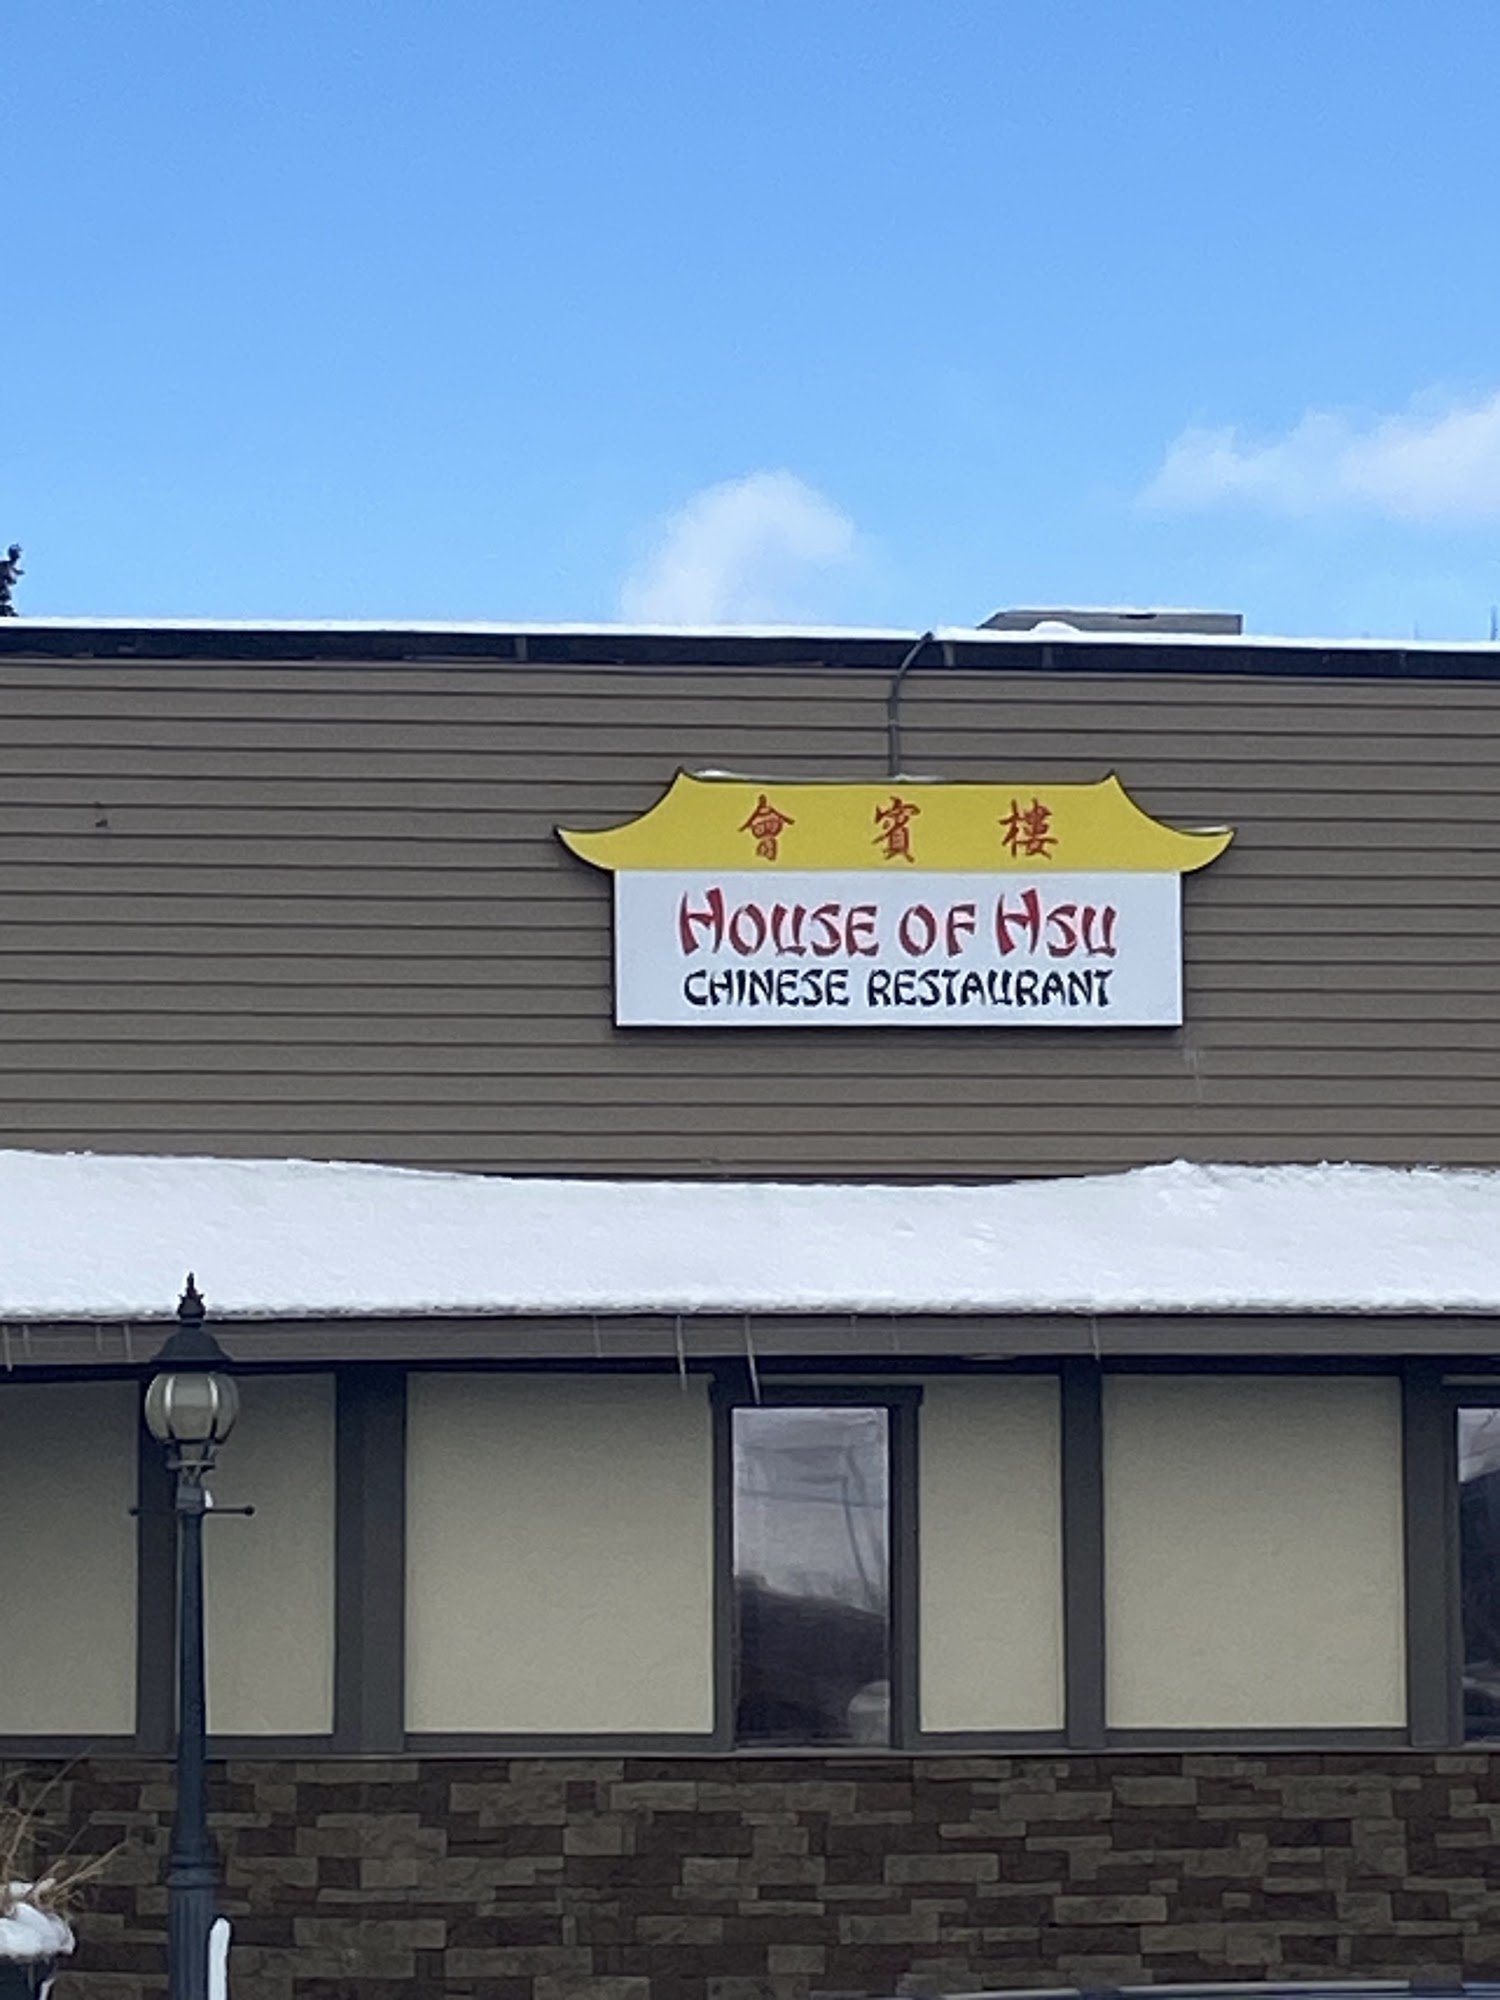 會 賓 樓
HOUSE OF HSU
CHINESE RESTAURANT